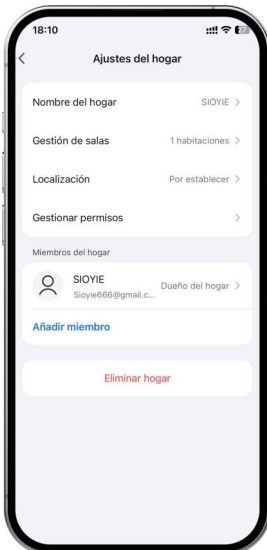 18:10
Ajustes del hogar
Nombre del hogar SIOYIE
Gestión de salas 1 habitaciones
Localización Por establecer
Gestionar permisos
Miembros del hogar
SIOYIE
Sioyie666@gmail.c... Dueño del hogar
Añadir miembro
Eliminar hogar